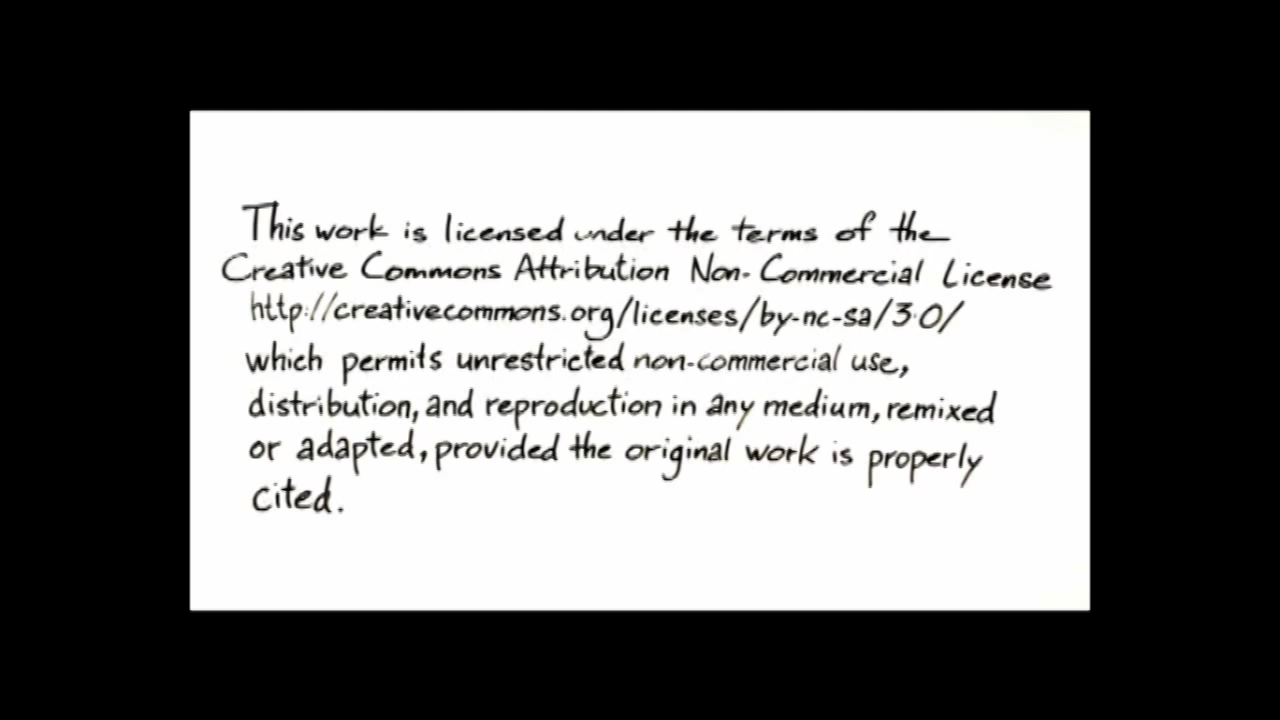 This work is licensed under the terms of the
Creative Commons Attribution Non-Commercial License
http://creativecommons.org/licenses/by-nc-sa/3.0/
which permits unrestricted non-commercial use,
distribution, and reproduction in any medium, remixed
or adapted, provided the original work is properly
cited.